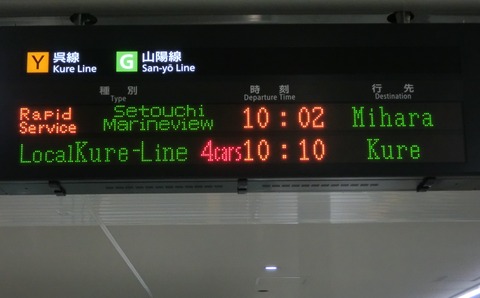 Y 呉線 Kure Line G 山陽線 San-yō Line
種別 Type 時刻 Departure Time 行先 Destination
Rapid Service Setouchi Marineview 10:02 Mihara
Local Kure-Line 4cars 10:10 Kure